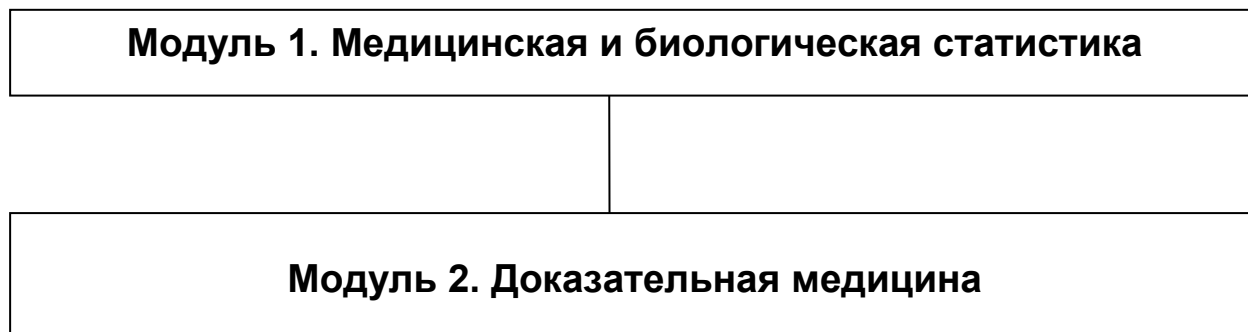 Модуль 1. Медицинская и биологическая статистика
Модуль 2. Доказательная медицина